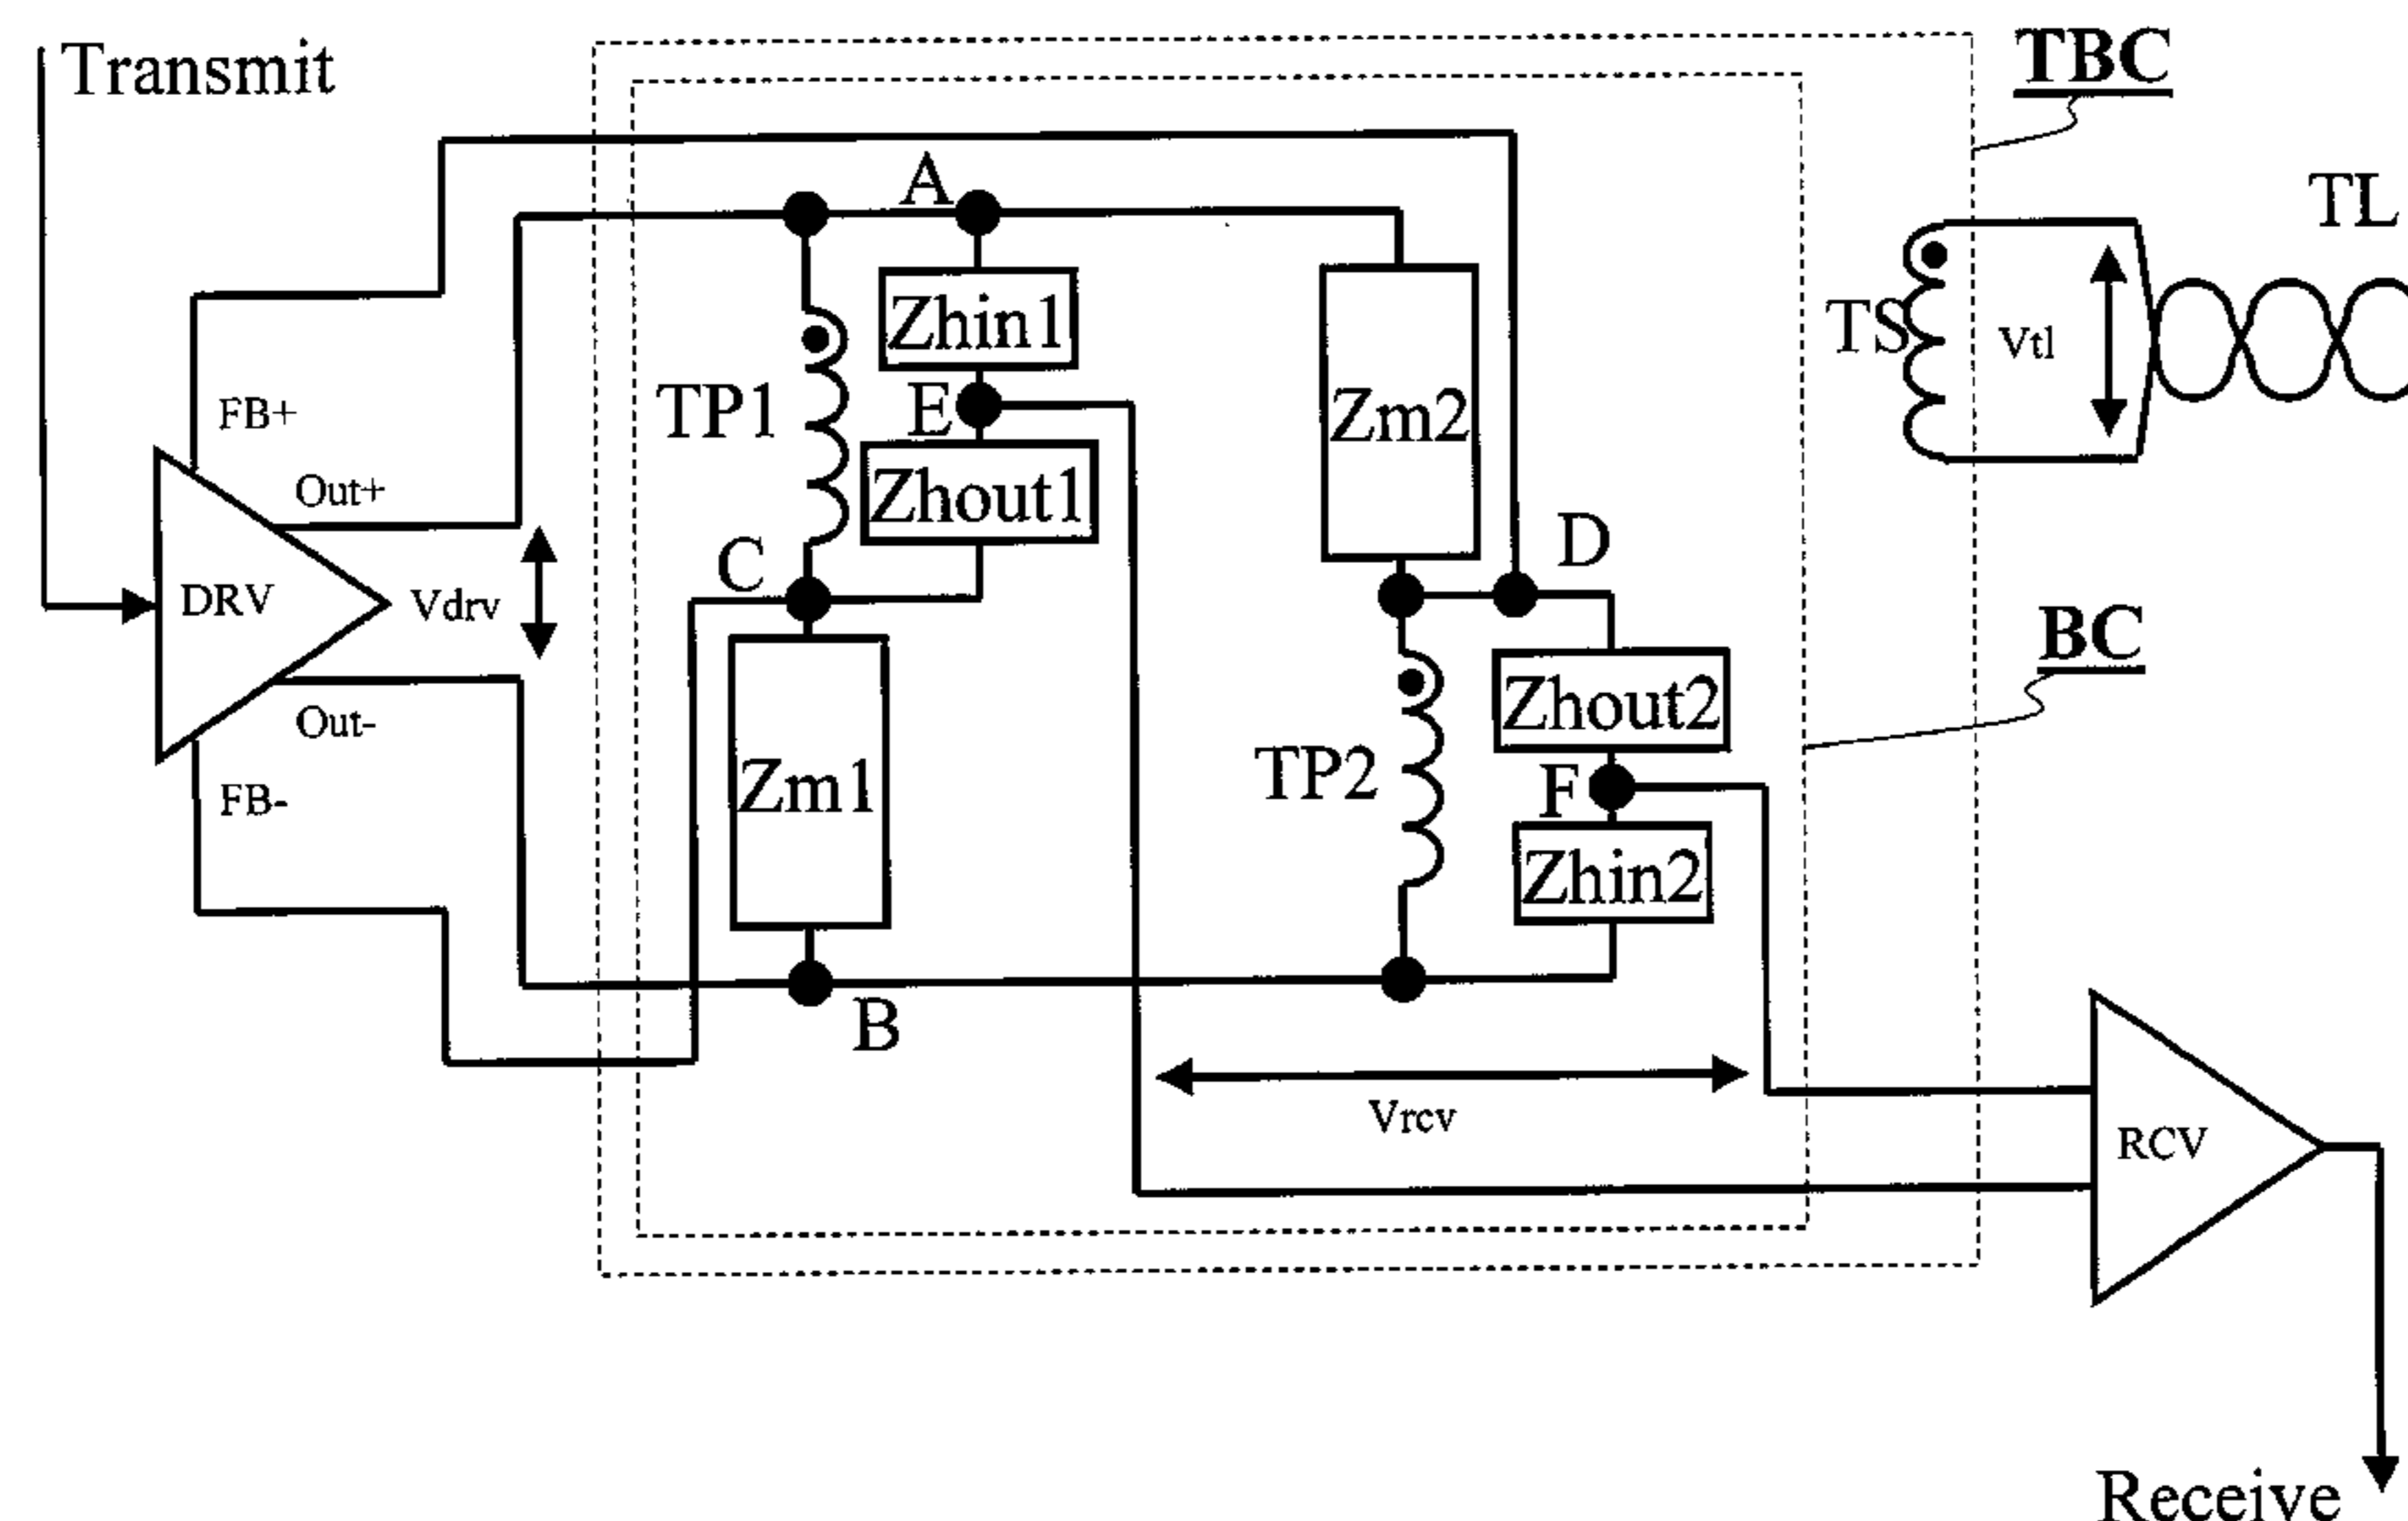 Transmit
TBC
TL
A
Zhin1
FB+
TP1
E
Zm2
TS
Vtl
Out+
Zhout1
C
D
DRV
Vdrv
BC
Out-
Zhout2
FB-
Zm1
TP2
F
Zhin2
B
Vrcv
RCV
Receive